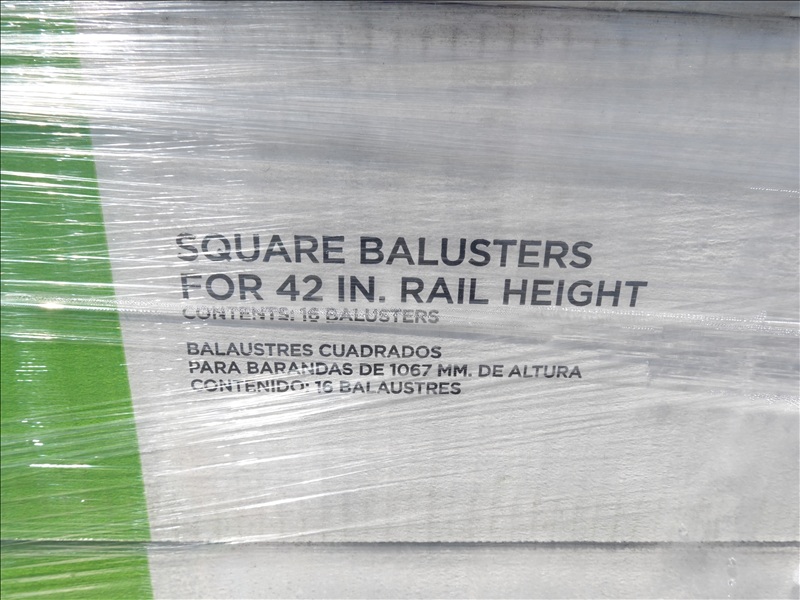 SQUARE BALUSTERS
FOR 42 IN. RAIL HEIGHT
CONTENTS: 16 BALUSTERS
BALAUSTRES CUADRADOS
PARA BARANDAS DE 1067 MM. DE ALTURA
CONTENIDO: 16 BALAUSTRES